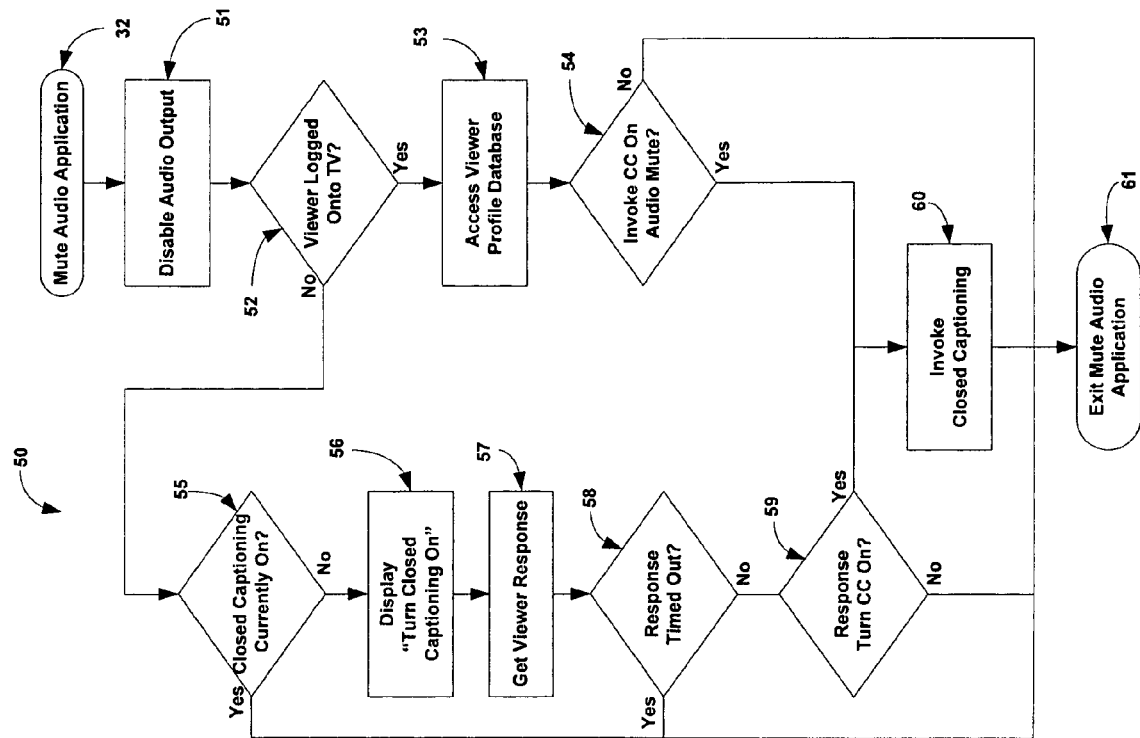 50
32
Mute Audio Application
51
Disable Audio Output
52
Viewer Logged
Onto TV?
No
Yes
53
Access Viewer
Profile Database
54
Invoke CC On
Audio Mute?
No
Yes
55
Closed Captioning
Currently On?
Yes
No
56
Display
“Turn Closed
Captioning On”
57
Get Viewer Response
58
Response
Timed Out?
Yes
No
59
Response
Turn CC On?
Yes
No
60
Invoke
Closed Captioning
61
Exit Mute Audio
Application